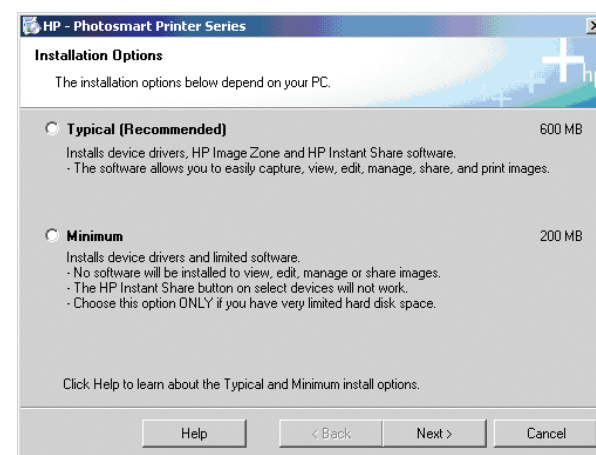 HP - Photosmart Printer Series
Installation Options
The installation options below depend on your PC.
hp
Typical (Recommended) 600 MB
Installs device drivers, HP Image Zone and HP Instant Share software.
- The software allows you to easily capture, view, edit, manage, share, and print images.
Minimum 200 MB
Installs device drivers and limited software.
- No software will be installed to view, edit, manage or share images.
- The HP Instant Share button on select devices will not work.
- Choose this option ONLY if you have very limited hard disk space.
Click Help to learn about the Typical and Minimum install options.
Help < Back Next > Cancel